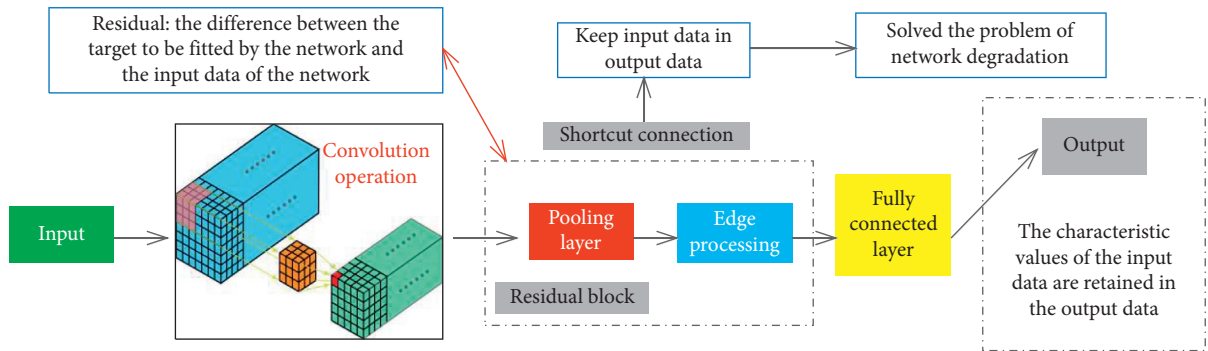 Residual: the difference between the
target to be fitted by the network and
the input data of the network
Keep input data in
output data
Solved the problem of
network degradation
Shortcut connection
Convolution
operation
Input
Pooling
layer
Edge
processing
Residual block
Fully
connected
layer
Output
The characteristic
values of the input
data are retained in
the output data